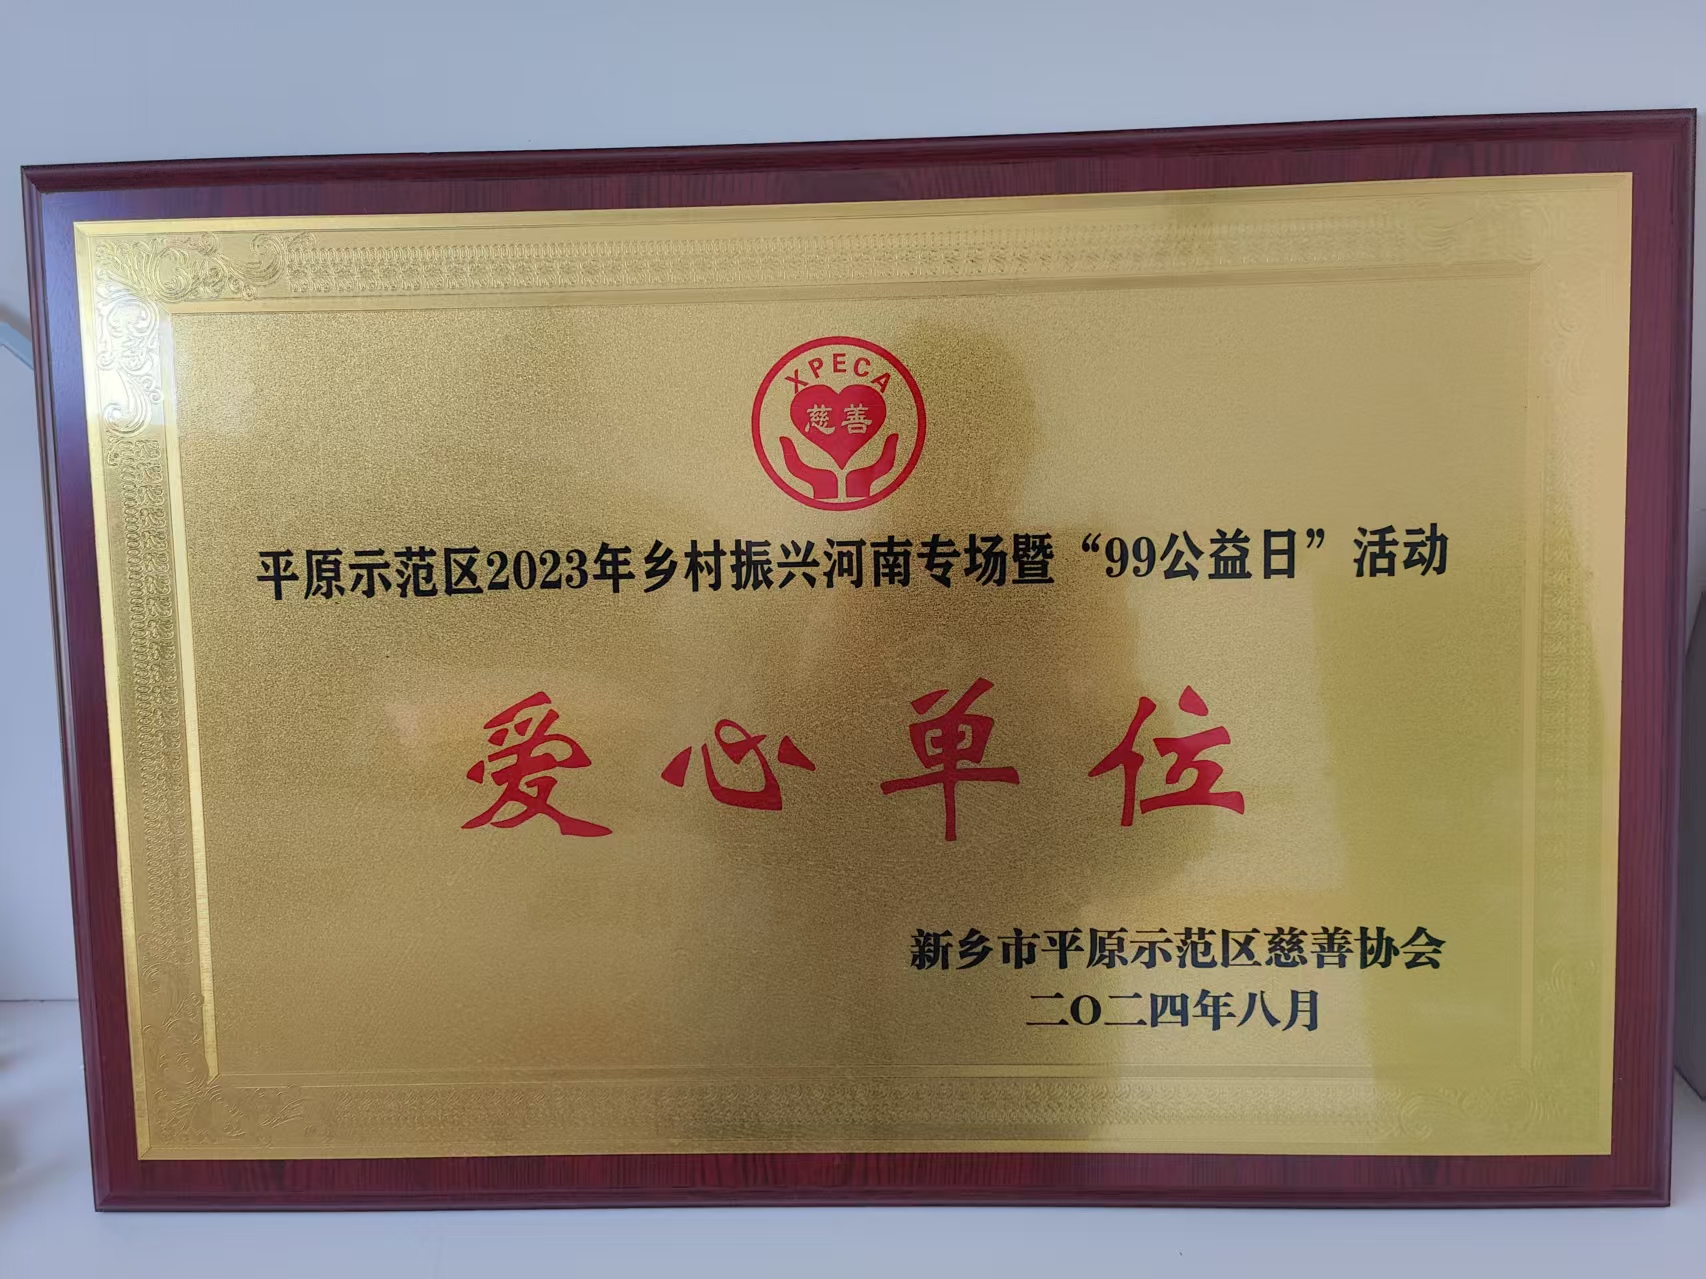 XPECA
慈善
平原示范区2023年乡村振兴河南专场暨“99公益日”活动
爱心单位
新乡市平原示范区慈善协会
二O二四年八月